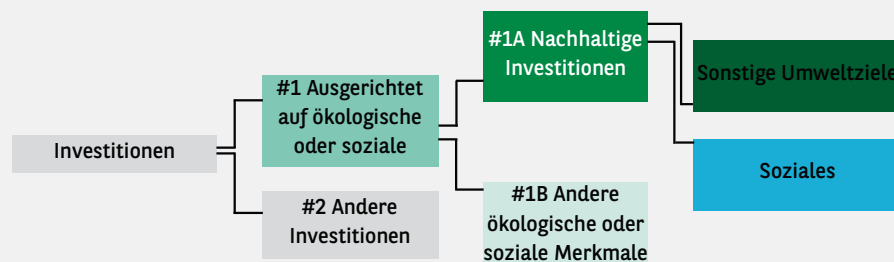 Investitionen
#1 Ausgerichtet
auf ökologische
oder soziale
#2 Andere
Investitionen
#1A Nachhaltige
Investitionen
#1B Andere
ökologische oder
soziale Merkmale
Sonstige Umweltziele
Soziales